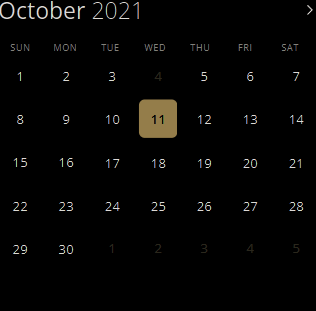 October 2021 >
SUN MON TUE WED THU FRI SAT
1 2 3 4 5 6 7
8 9 10 11 12 13 14
15 16 17 18 19 20 21
22 23 24 25 26 27 28
29 30 1 2 3 4 5